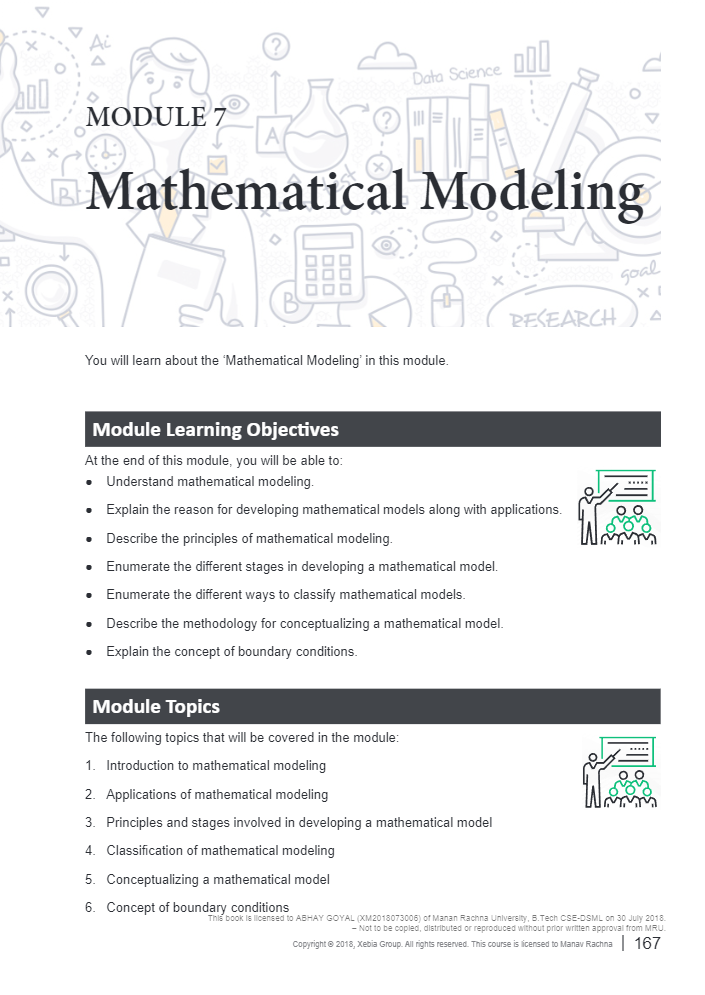 Ai
?
Data Science
MODULE 7
A
?
Mathematical Modeling
B
goal
B
RESEARCH
You will learn about the ‘Mathematical Modeling’ in this module.
Module Learning Objectives
At the end of this module, you will be able to:
• Understand mathematical modeling.
• Explain the reason for developing mathematical models along with applications.
• Describe the principles of mathematical modeling.
• Enumerate the different stages in developing a mathematical model.
• Enumerate the different ways to classify mathematical models.
• Describe the methodology for conceptualizing a mathematical model.
• Explain the concept of boundary conditions.
Module Topics
The following topics that will be covered in the module:
1. Introduction to mathematical modeling
2. Applications of mathematical modeling
3. Principles and stages involved in developing a mathematical model
4. Classification of mathematical modeling
5. Conceptualizing a mathematical model
6. Concept of boundary conditions
This book is licensed to ABHAY GOYAL (XM2018073006) of Manan Rachna University, B.Tech CSE-DSML on 30 July 2018.
– Not to be copied, distributed or reproduced without prior written approval from MRU.
Copyright © 2018, Xebia Group. All rights reserved. This course is licensed to Manav Rachna | 167